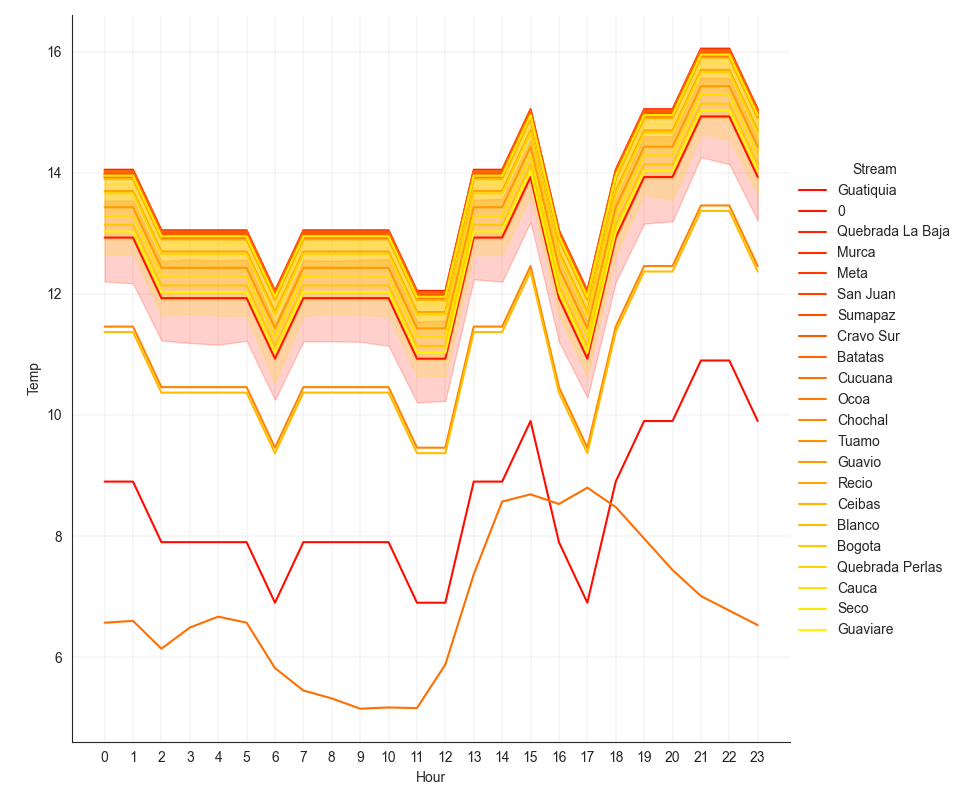 16
14
12
10
8
6
Temp
0 1 2 3 4 5 6 7 8 9 10 11 12 13 14 15 16 17 18 19 20 21 22 23
Hour
Stream
Guatiquia
0
Quebrada La Baja
Murca
Meta
San Juan
Sumapaz
Cravo Sur
Batatas
Cucuana
Ocoa
Chochal
Tuamo
Guavio
Recio
Ceibas
Blanco
Bogota
Quebrada Perlas
Cauca
Seco
Guaviare